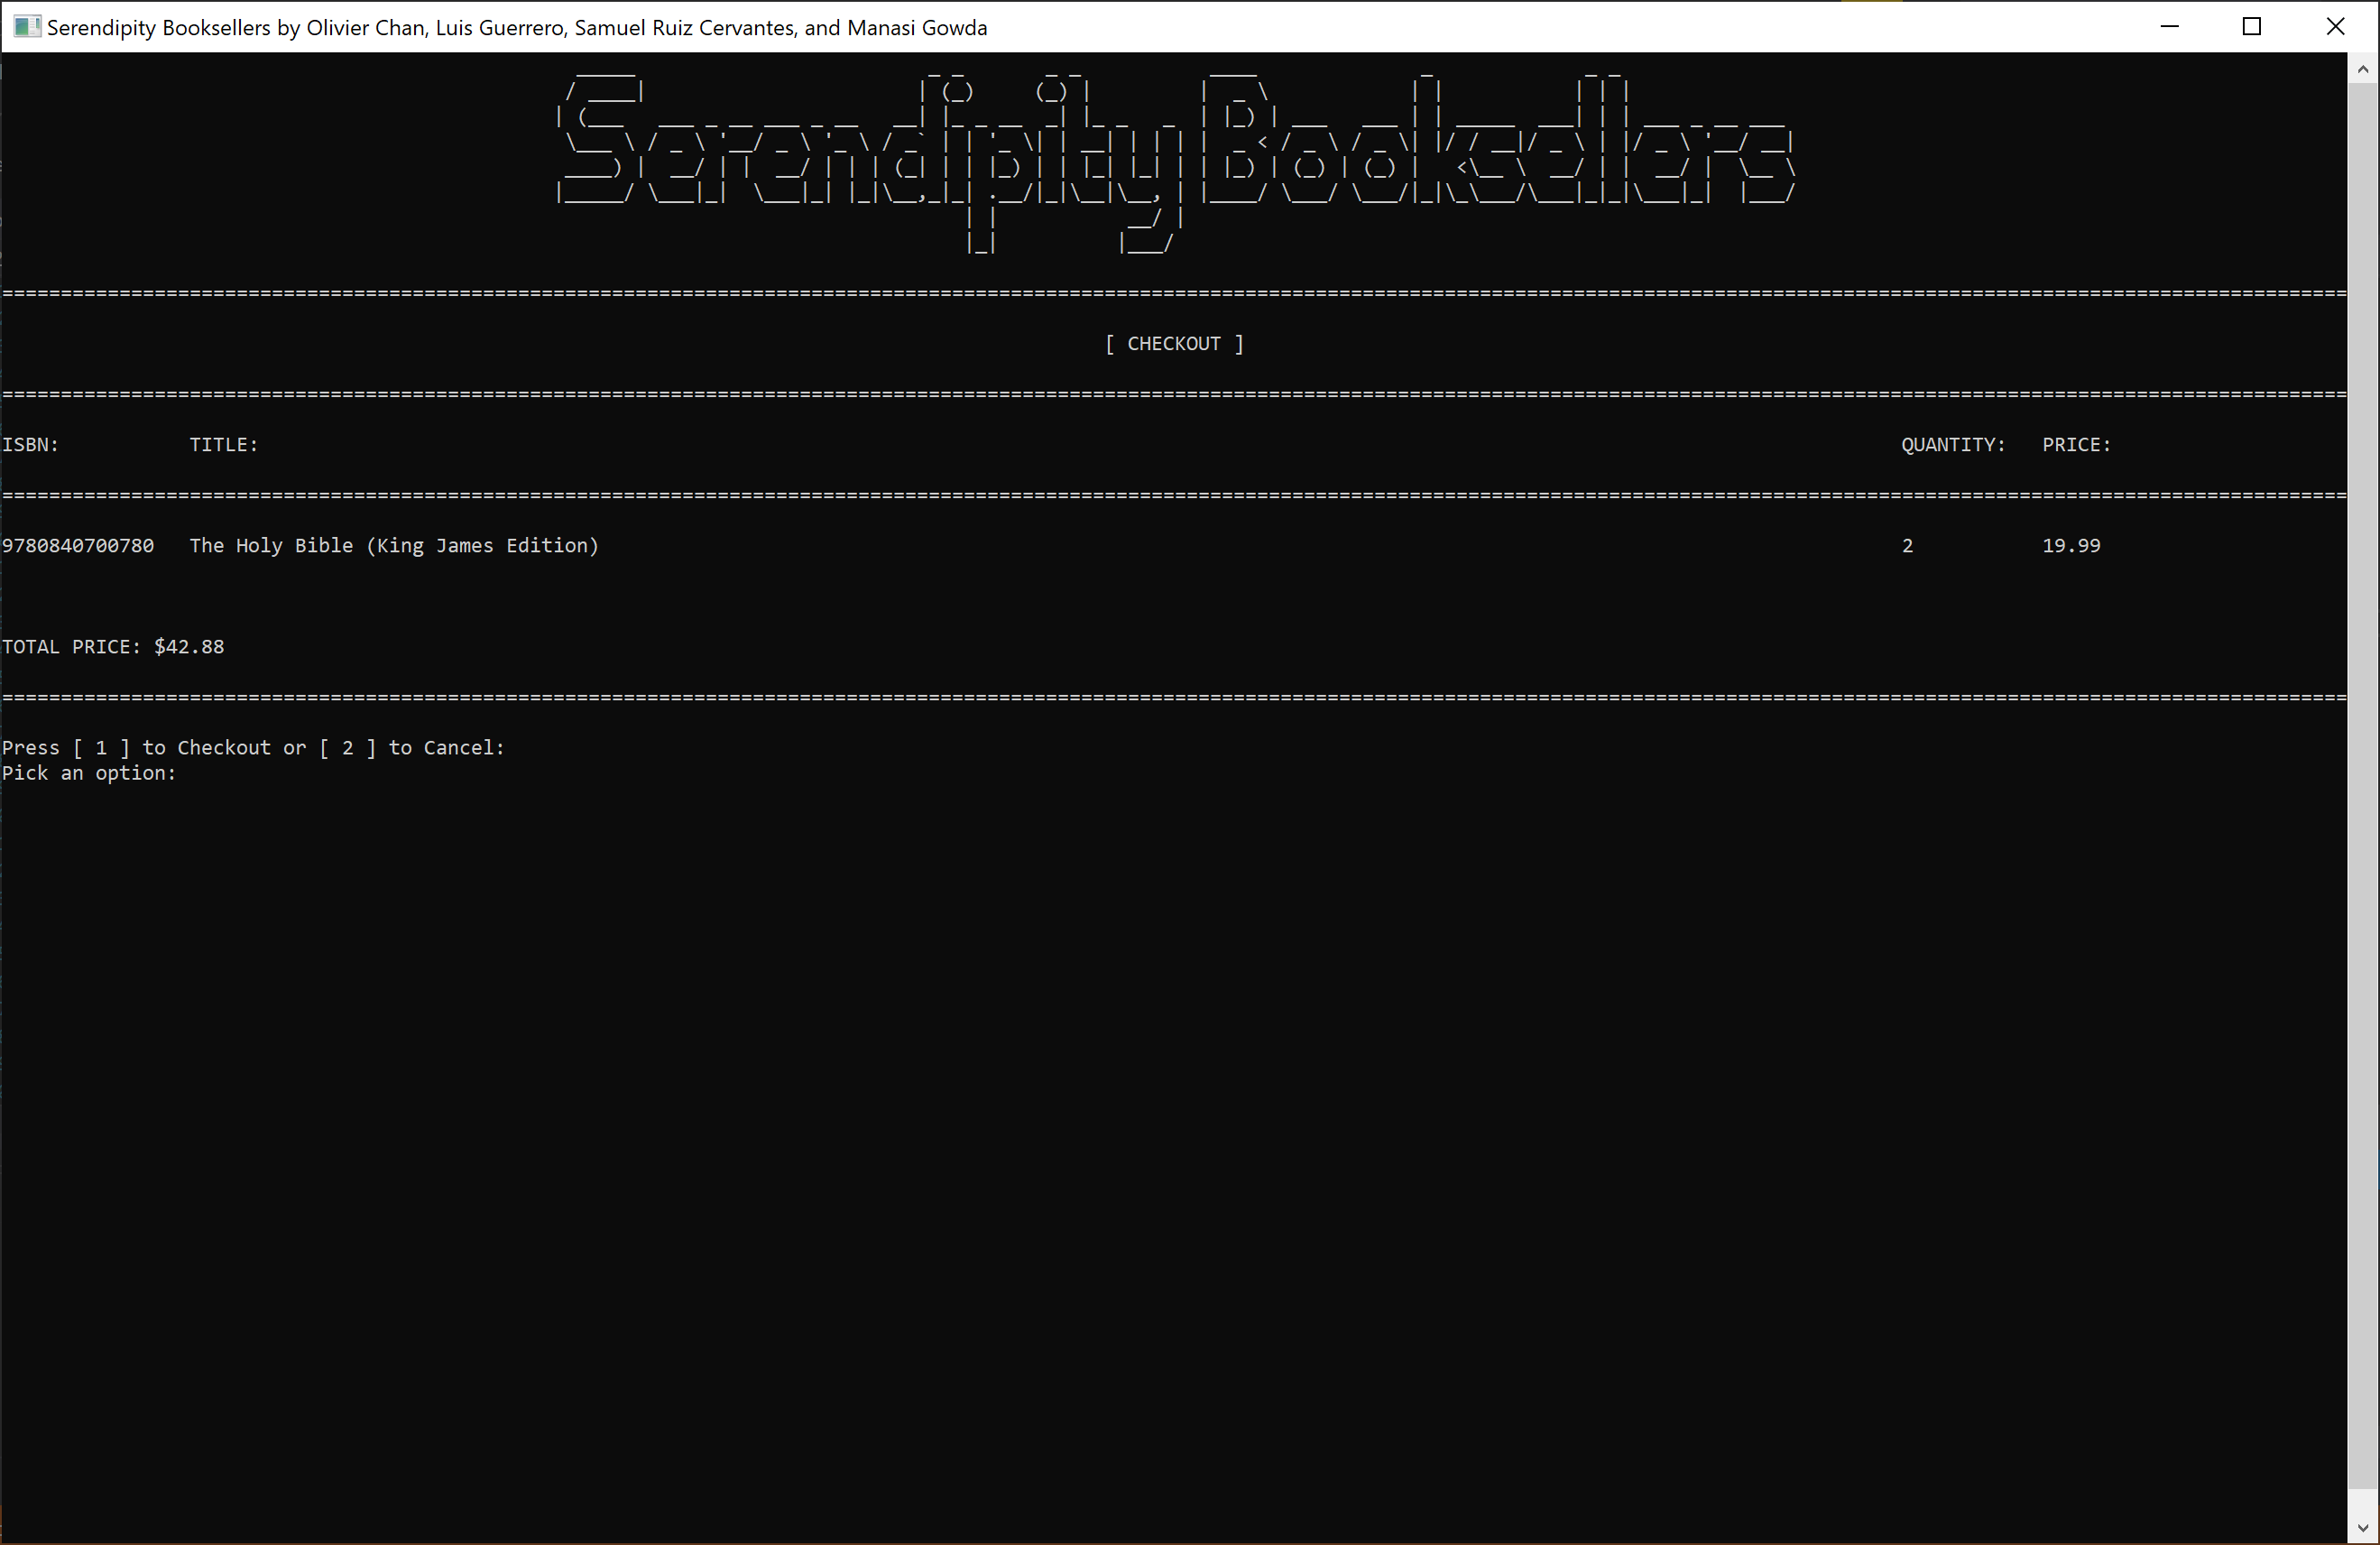 Serendipity Booksellers by Olivier Chan, Luis Guerrero, Samuel Ruiz Cervantes, and Manasi Gowda
Serendipity Booksellers
[ CHECKOUT ]
ISBN: TITLE: QUANTITY: PRICE:
9780840700780 The Holy Bible (King James Edition) 2 19.99
TOTAL PRICE: $42.88
Press [ 1 ] to Checkout or [ 2 ] to Cancel:
Pick an option: